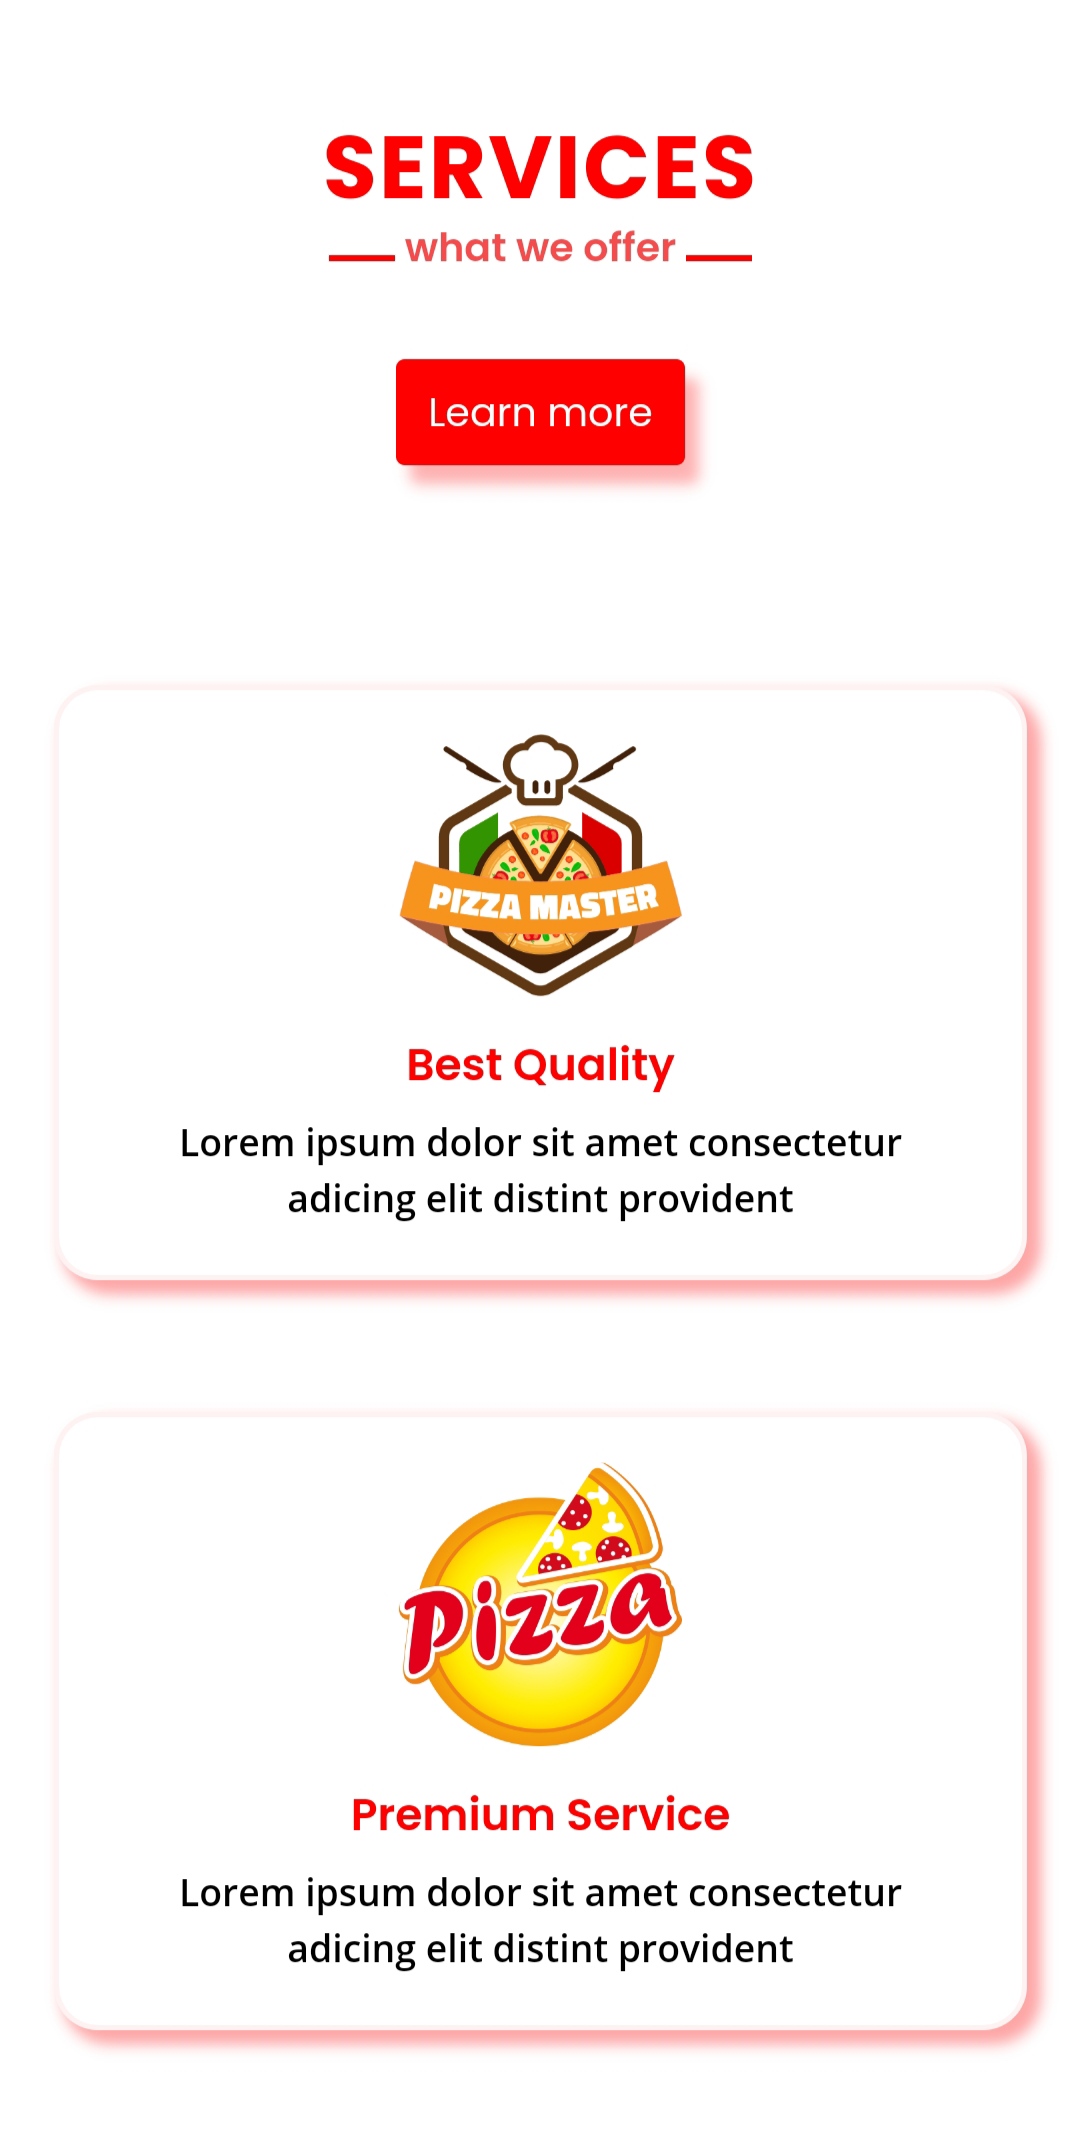 SERVICES
what we offer
Learn more
PIZZA MASTER
Best Quality
Lorem ipsum dolor sit amet consectetur
adicing elit distint provident
Pizza
Premium Service
Lorem ipsum dolor sit amet consectetur
adicing elit distint provident